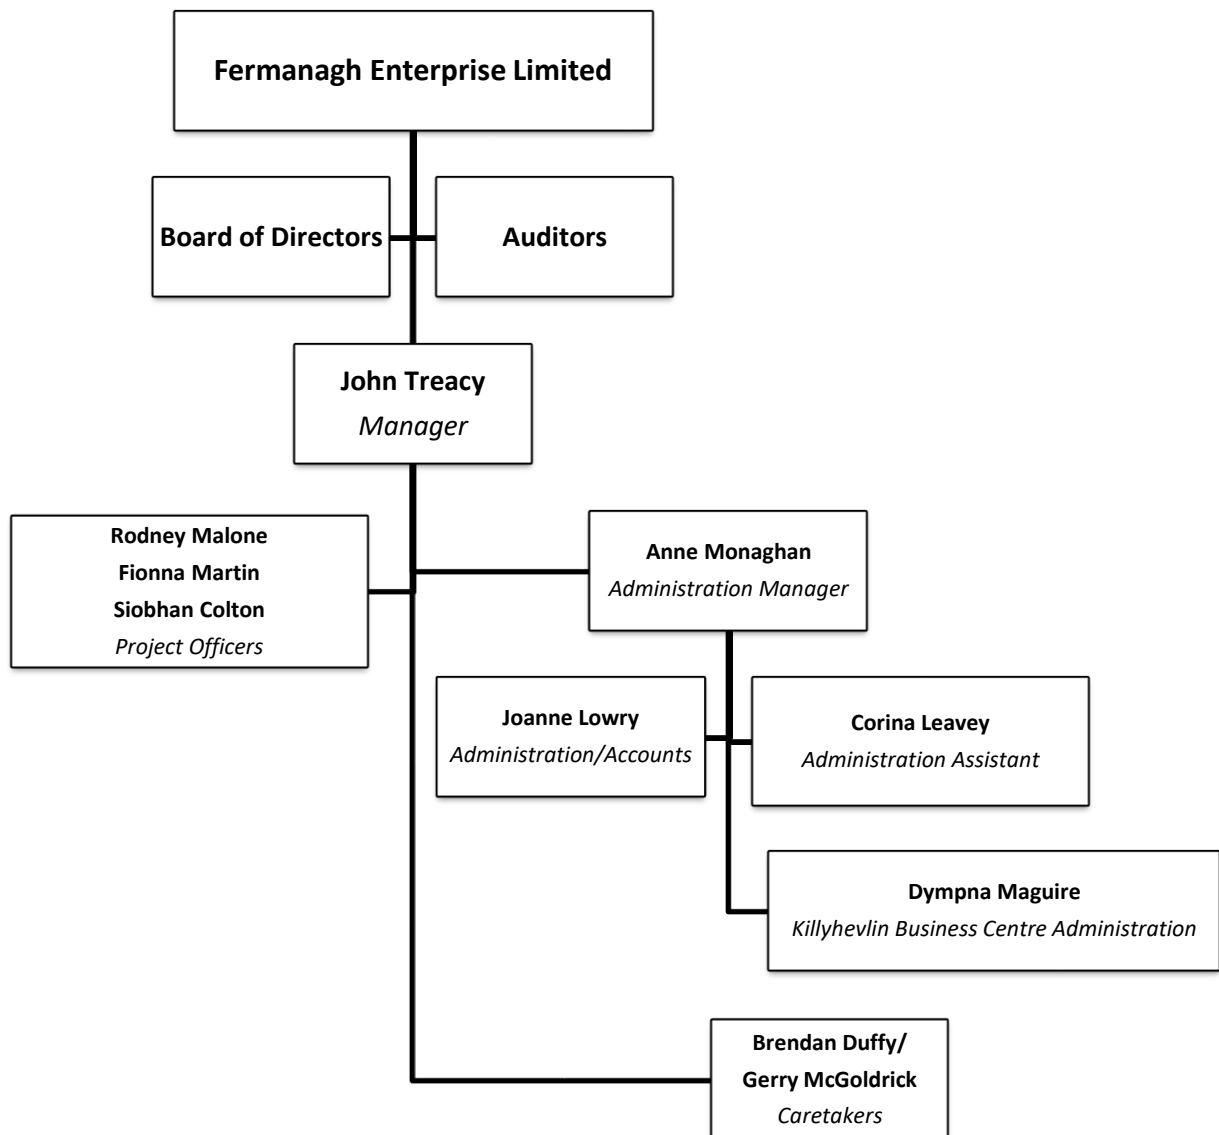 Fermanagh Enterprise Limited
Board of Directors
Auditors
John Treacy
Manager
Rodney Malone
Fionna Martin
Siobhan Colton
Project Officers
Anne Monaghan
Administration Manager
Joanne Lowry
Administration/Accounts
Corina Leavey
Administration Assistant
Dympna Maguire
Killyhevlin Business Centre Administration
Brendan Duffy/
Gerry McGoldrick
Caretakers